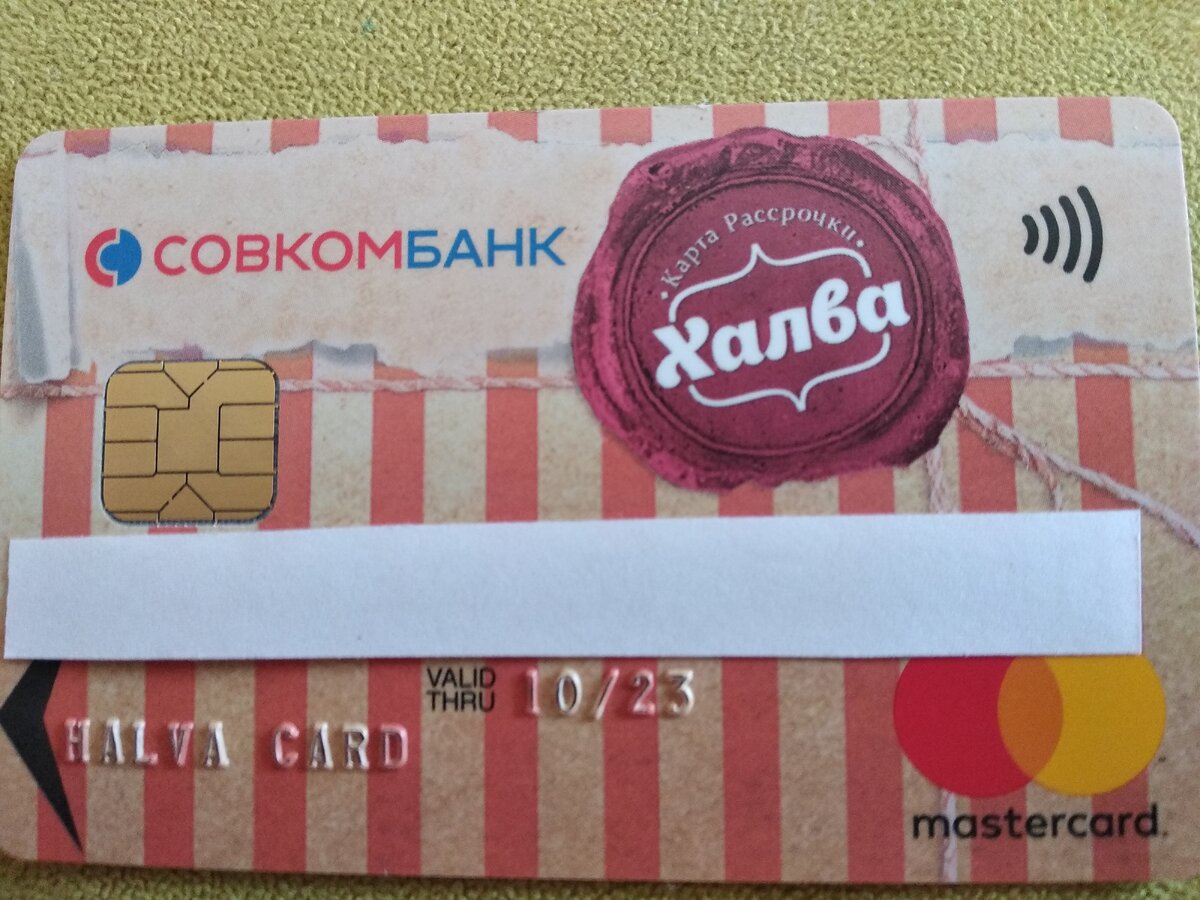 СОВКОМБАНК
• Карта Рассрочки •
Халва
VALID
THRU
10/23
HALVA CARD
mastercard.